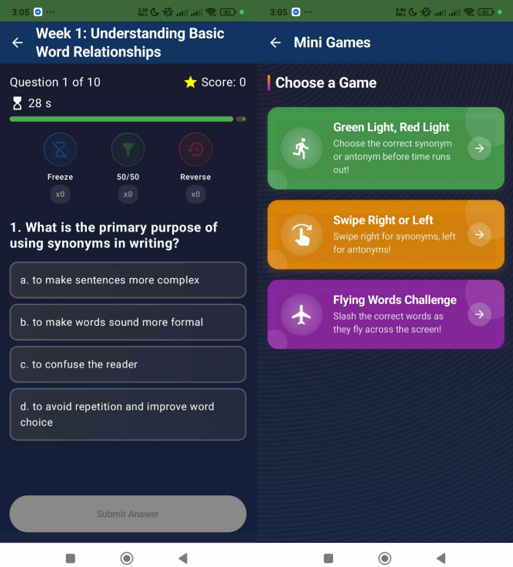 3:05
Week 1: Understanding Basic
Word Relationships
Question 1 of 10
Score: 0
28 s
Freeze
50/50
Reverse
x0
x0
x0
1. What is the primary purpose of
using synonyms in writing?
a. to make sentences more complex
b. to make words sound more formal
c. to confuse the reader
d. to avoid repetition and improve word
choice
Submit Answer
3:05
Mini Games
Choose a Game
Green Light, Red Light
Choose the correct synonym
or antonym before time runs
out!
Swipe Right or Left
Swipe right for synonyms, left
for antonyms!
Flying Words Challenge
Slash the correct words as
they fly across the screen!